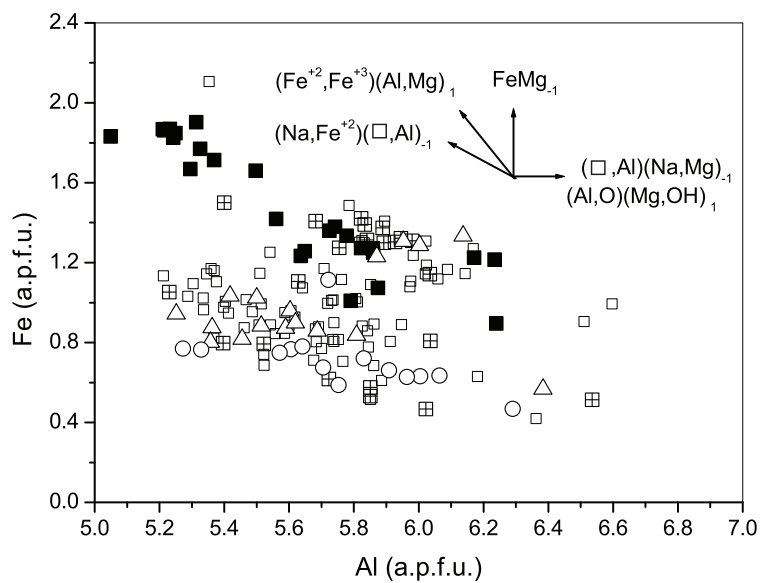 2.4
2.0
1.6
1.2
0.8
0.4
0.0
Fe (a.p.f.u.)
(Fe⁺²,Fe⁺³)(Al,Mg)₁
FeMg₋₁
(Na,Fe⁺²)(□,Al)₋₁
(□,Al)(Na,Mg)₋₁
(Al,O)(Mg,OH)₁
5.0 5.2 5.4 5.6 5.8 6.0 6.2 6.4 6.6 6.8 7.0
Al (a.p.f.u.)